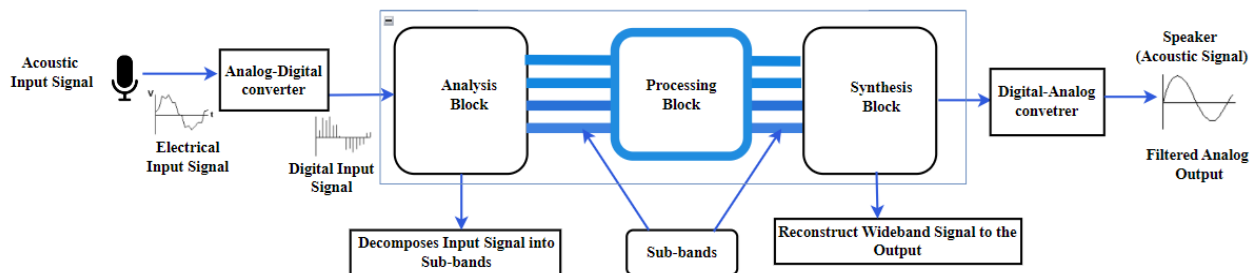 Acoustic
Input Signal
V
t
Electrical
Input Signal
Analog-Digital
converter
Digital Input
Signal
Analysis
Block
Processing
Block
Synthesis
Block
Digital-Analog
convetrer
Speaker
(Acoustic Signal)
Filtered Analog
Output
Decomposes Input Signal into
Sub-bands
Sub-bands
Reconstruct Wideband Signal to the
Output